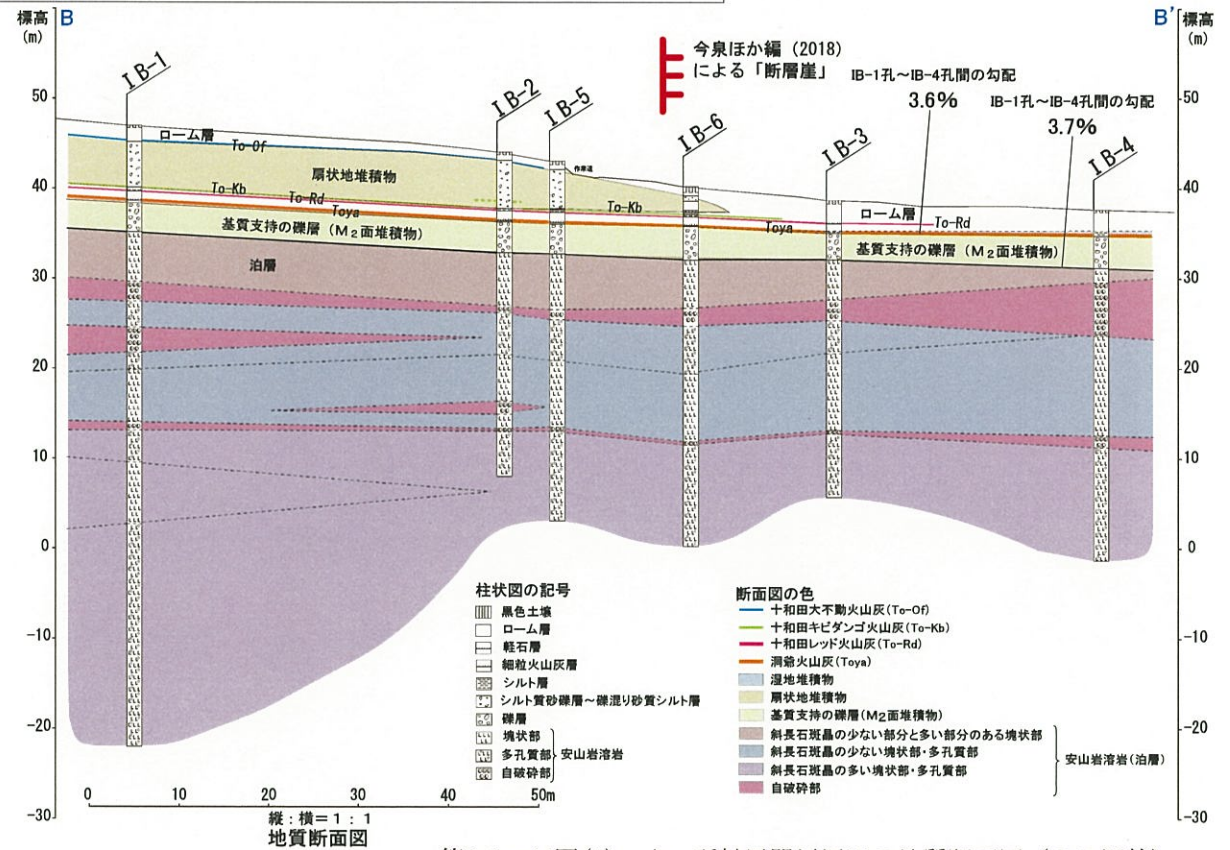 標高 B
(m)
B' 標高
(m)
今泉ほか編 (2018)
による「断層崖」
IB-1孔～IB-4孔間の勾配
3.6%
IB-1孔～IB-4孔間の勾配
3.7%
IB-1
IB-2
IB-5
IB-6
IB-3
IB-4
50
40
30
20
10
0
-10
-20
-30
50
40
30
20
10
0
-10
-20
-30
ローム層
To-Of
扇状地堆積物
作業道
To-Kb
To-Rd
Toya
To-Kb
Toya
ローム層
To-Rd
基質支持の礫層 (M2面堆積物)
基質支持の礫層 (M2面堆積物)
泊層
柱状図の記号
黒色土壌
ローム層
軽石層
細粒火山灰層
シルト層
シルト質砂礫層～礫混り砂質シルト層
礫層
塊状部
多孔質部
自破砕部
安山岩溶岩
断面図の色
十和田大不動火山灰(To-Of)
十和田キビダンゴ火山灰(To-Kb)
十和田レッド火山灰(To-Rd)
洞爺火山灰(Toya)
湿地堆積物
扇状地堆積物
基質支持の礫層(M2面堆積物)
斜長石斑晶の少ない部分と多い部分のある塊状部
斜長石斑晶の少ない塊状部・多孔質部
斜長石斑晶の多い塊状部・多孔質部
自破砕部
安山岩溶岩(泊層)
0 10 20 30 40 50m
縦：横＝1：1
地質断面図